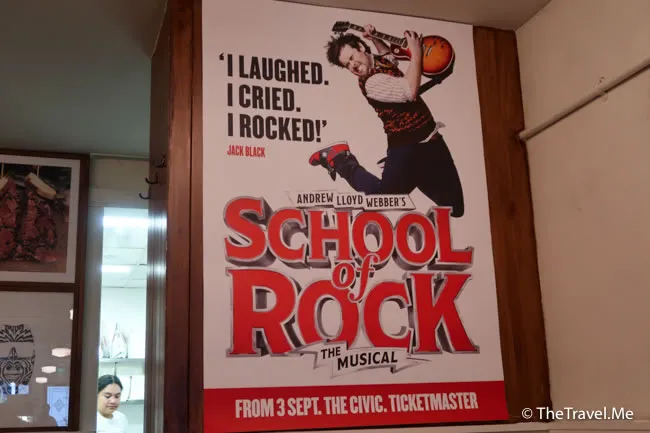 'I LAUGHED.
I CRIED.
I ROCKED!'
JACK BLACK
ANDREW LLOYD WEBBER'S
SCHOOL
of
ROCK
THE
MUSICAL
FROM 3 SEPT. THE CIVIC. TICKETMASTER
© TheTravel.Me